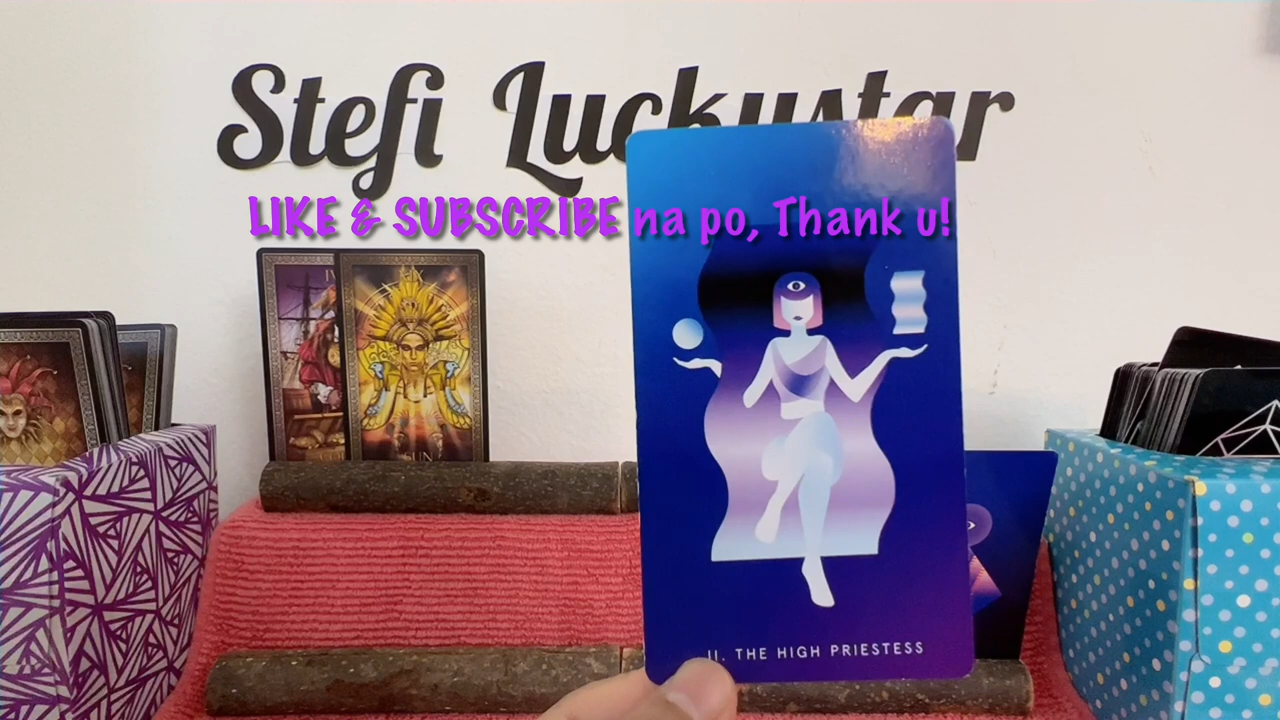 Stefi Luckystar
LIKE & SUBSCRIBE na po, Thank u!
II. THE HIGH PRIESTESS